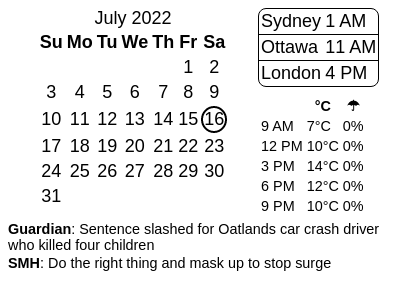 July 2022
Su Mo Tu We Th Fr Sa
1 2
3 4 5 6 7 8 9
10 11 12 13 14 15 16
17 18 19 20 21 22 23
24 25 26 27 28 29 30
31
Sydney 1 AM
Ottawa 11 AM
London 4 PM
°C ☂
9 AM 7°C 0%
12 PM 10°C 0%
3 PM 14°C 0%
6 PM 12°C 0%
9 PM 10°C 0%
Guardian: Sentence slashed for Oatlands car crash driver
who killed four children
SMH: Do the right thing and mask up to stop surge